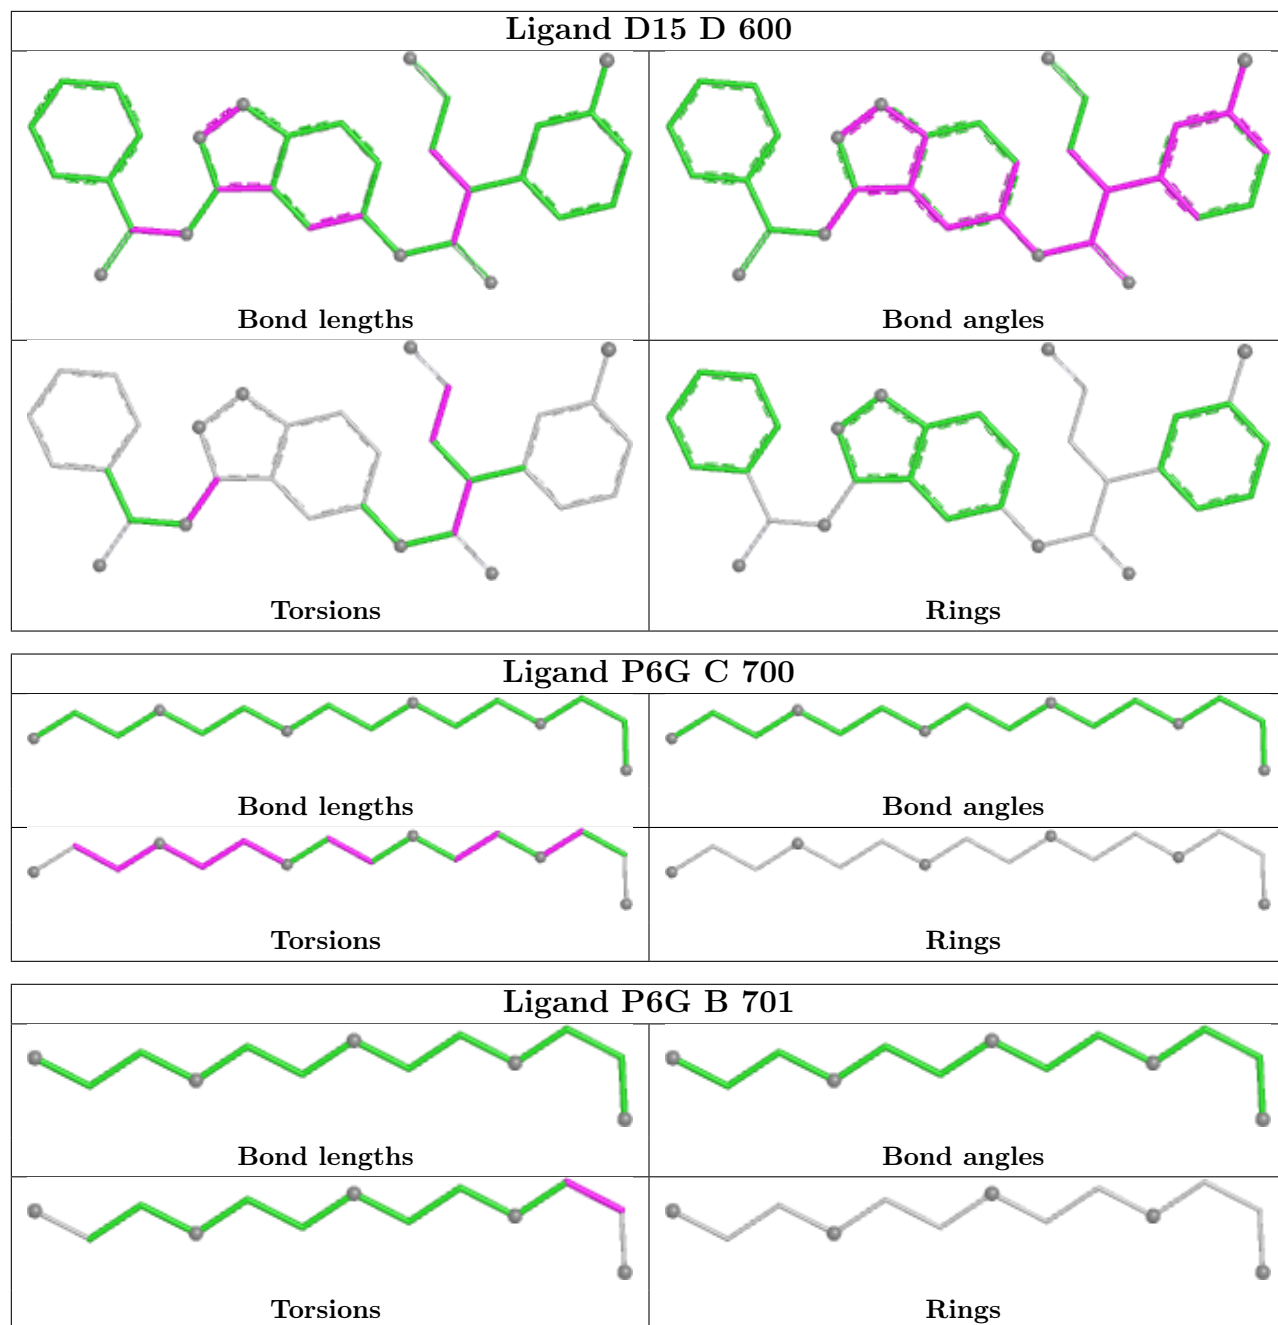 Ligand D15 D 600
Bond lengths
Bond angles
Torsions
Rings
Ligand P6G C 700
Bond lengths
Bond angles
Torsions
Rings
Ligand P6G B 701
Bond lengths
Bond angles
Torsions
Rings